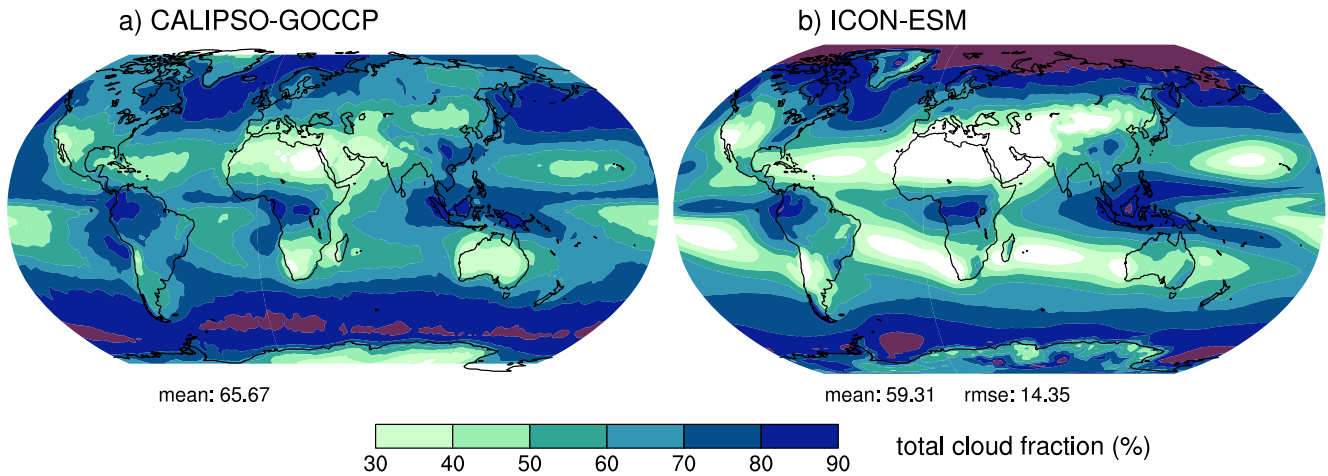 a) CALIPSO-GOCCP
b) ICON-ESM
mean: 65.67
mean: 59.31 rmse: 14.35
30 40 50 60 70 80 90
total cloud fraction (%)